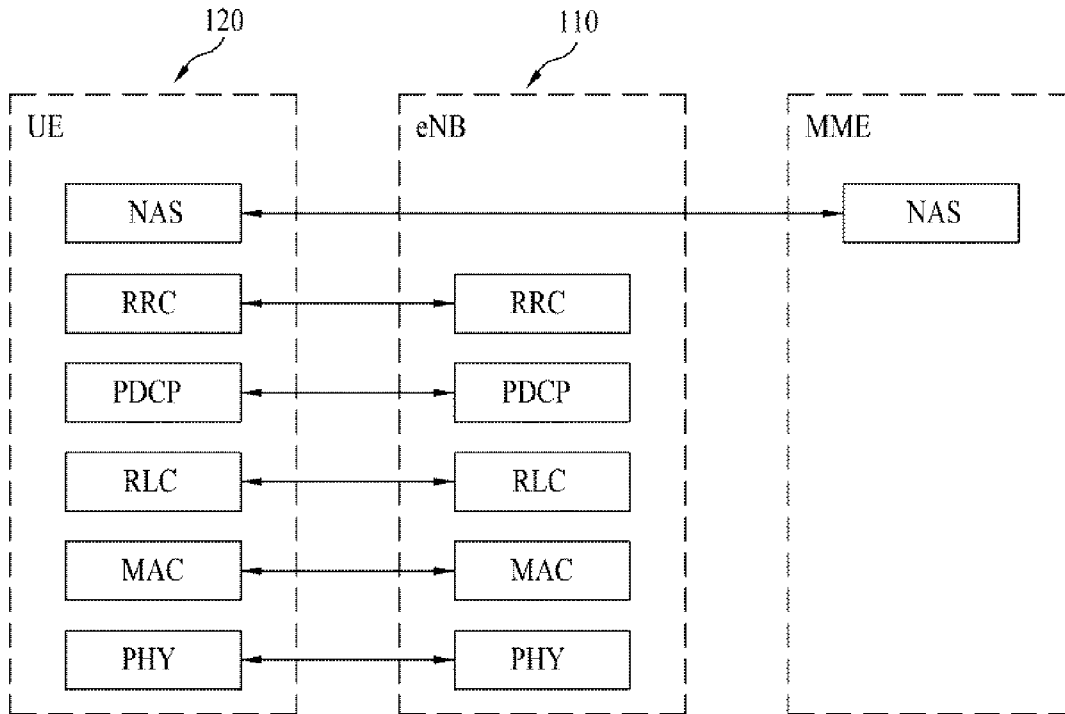 120
110
UE
eNB
MME
NAS
NAS
RRC
RRC
PDCP
PDCP
RLC
RLC
MAC
MAC
PHY
PHY